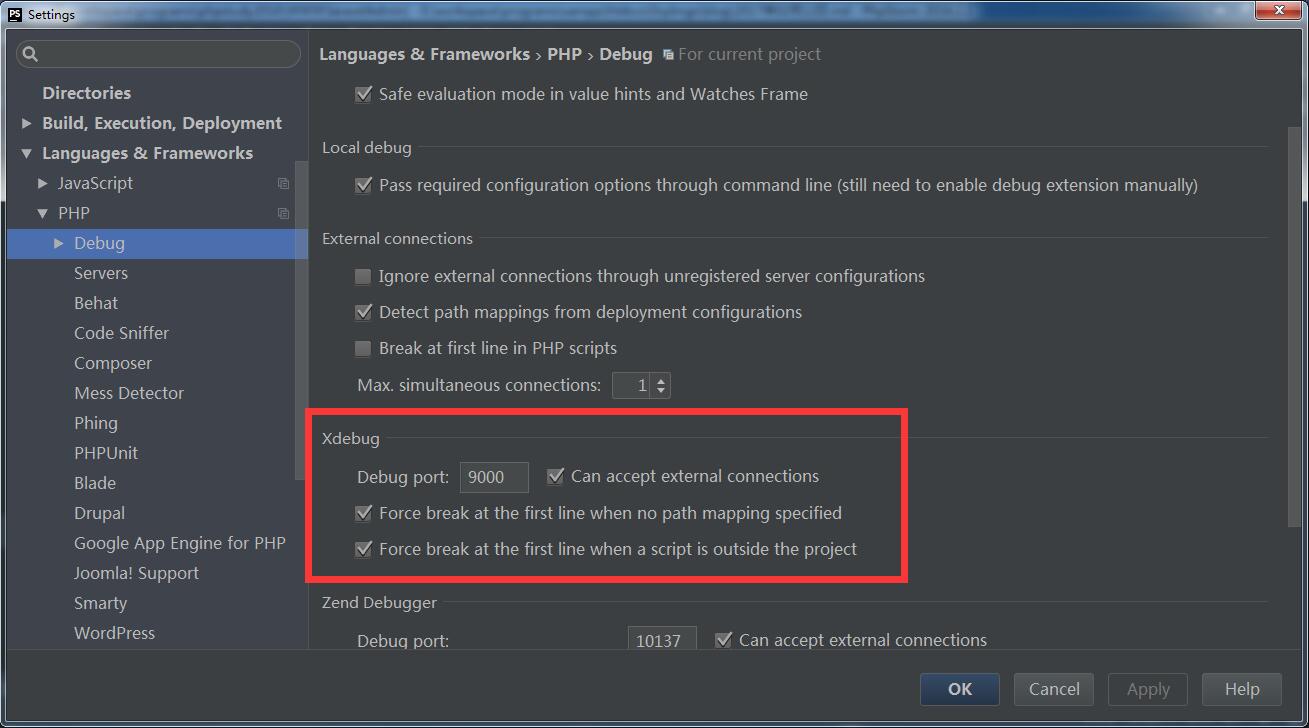 PS Settings
Directories
Build, Execution, Deployment
Languages & Frameworks
JavaScript
PHP
Debug
Servers
Behat
Code Sniffer
Composer
Mess Detector
Phing
PHPUnit
Blade
Drupal
Google App Engine for PHP
Joomla! Support
Smarty
WordPress
Languages & Frameworks › PHP › Debug For current project
Safe evaluation mode in value hints and Watches Frame
Local debug
Pass required configuration options through command line (still need to enable debug extension manually)
External connections
Ignore external connections through unregistered server configurations
Detect path mappings from deployment configurations
Break at first line in PHP scripts
Max. simultaneous connections: 1
Xdebug
Debug port: 9000 Can accept external connections
Force break at the first line when no path mapping specified
Force break at the first line when a script is outside the project
Zend Debugger
Debug port: 10137 Can accept external connections
OK Cancel Apply Help